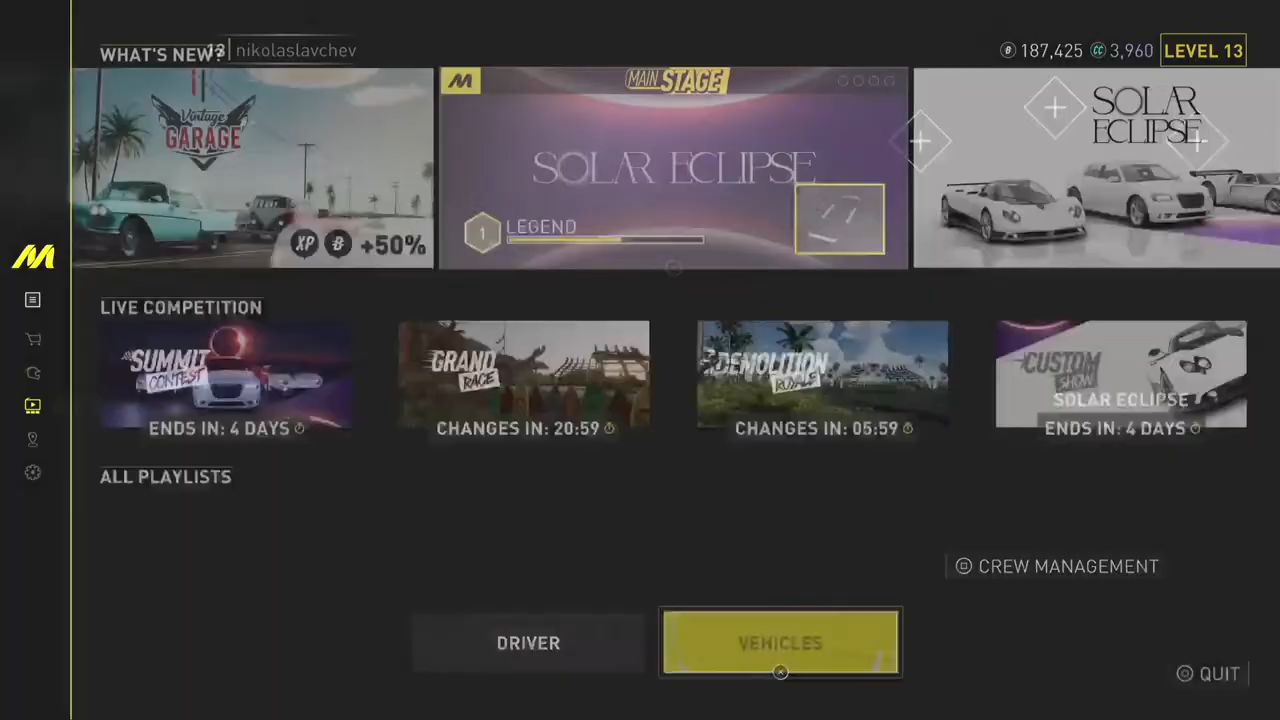 WHAT'S NEW?
13 nikolaslavchev
187,425 3,960 LEVEL 13
Vintage
GARAGE
XP +50%
MAIN STAGE
SOLAR ECLIPSE
1 LEGEND
SOLAR
ECLIPSE
LIVE COMPETITION
SUMMIT
CONTEST
ENDS IN: 4 DAYS
GRAND
RACE
CHANGES IN: 20:59
DEMOLITION
ROYALE
CHANGES IN: 05:59
CUSTOM
SHOW
SOLAR ECLIPSE
ENDS IN: 4 DAYS
ALL PLAYLISTS
CREW MANAGEMENT
DRIVER
VEHICLES
QUIT